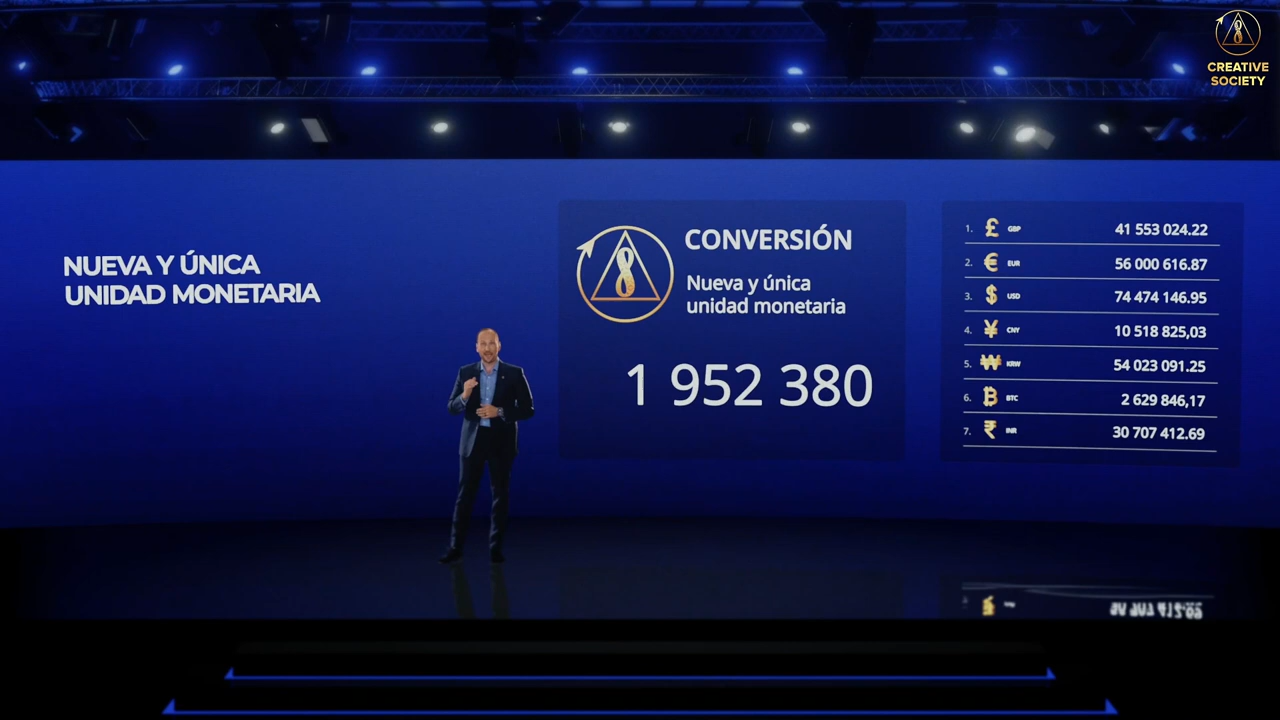 CREATIVE
SOCIETY
NUEVA Y ÚNICA
UNIDAD MONETARIA
CONVERSIÓN
Nueva y única
unidad monetaria
1 952 380
1. £ GBP 41 553 024.22
2. € EUR 56 000 616.87
3. $ USD 74 474 146.95
4. ¥ CNY 10 518 825,03
5. ₩ KRW 54 023 091.25
6. ₿ BTC 2 629 846,17
7. ₹ INR 30 707 412.69